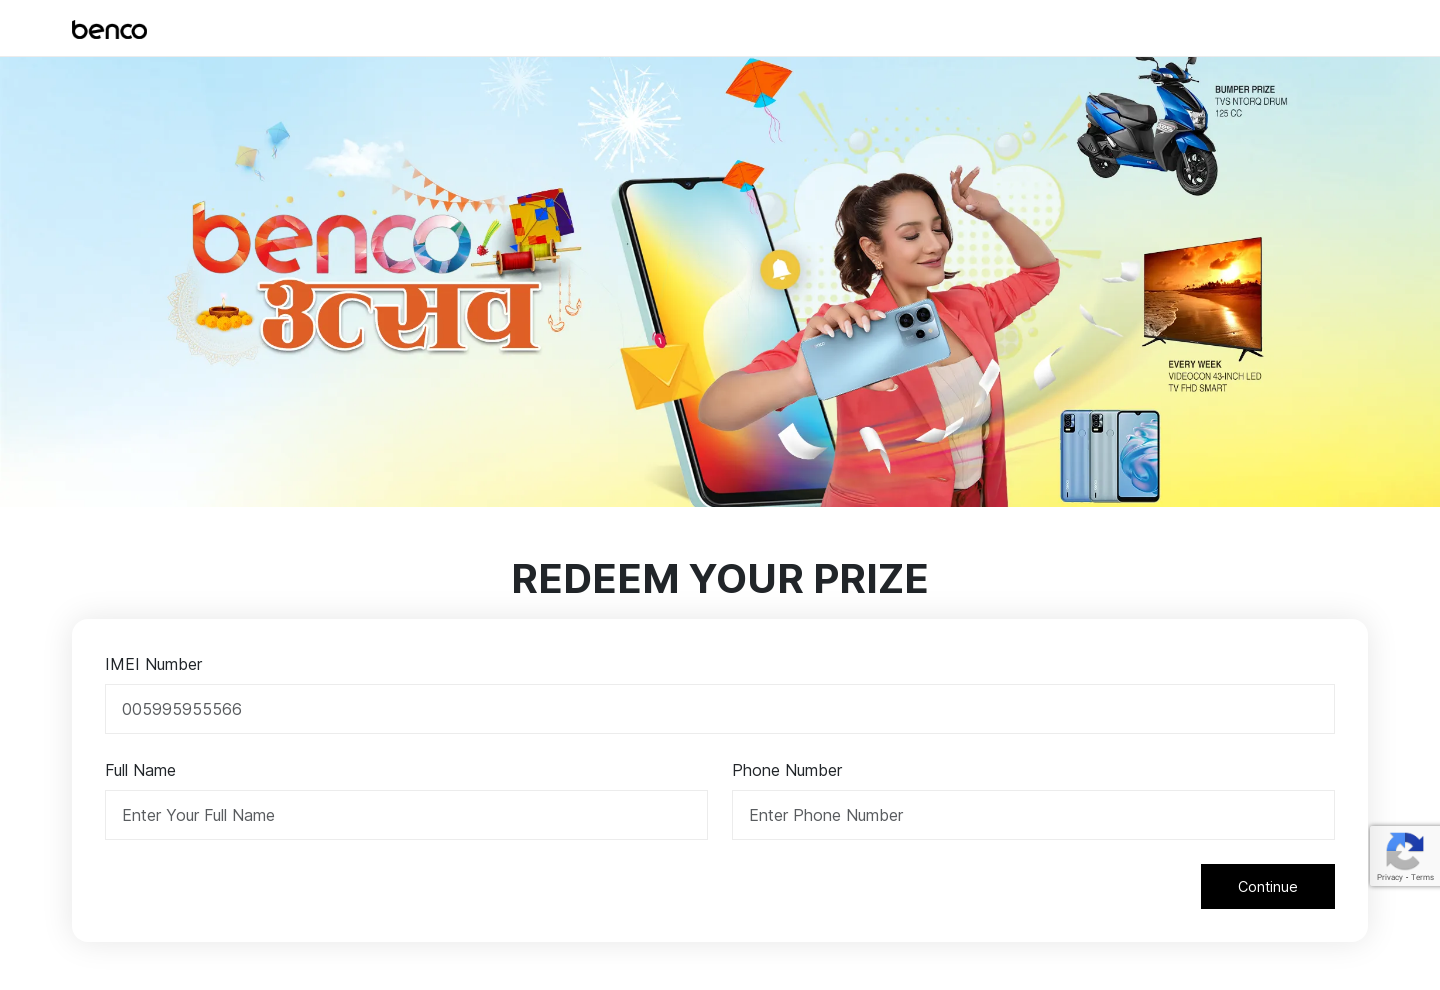 benco
BUMPER PRIZE
TVS NTORQ DRUM
125 CC
benco
उत्सव
1
EVERY WEEK
VIDEOCON 43-INCH LED
TV FHD SMART
REDEEM YOUR PRIZE
IMEI Number
005995955566
Full Name
Phone Number
Enter Your Full Name
Enter Phone Number
Continue
Privacy - Terms